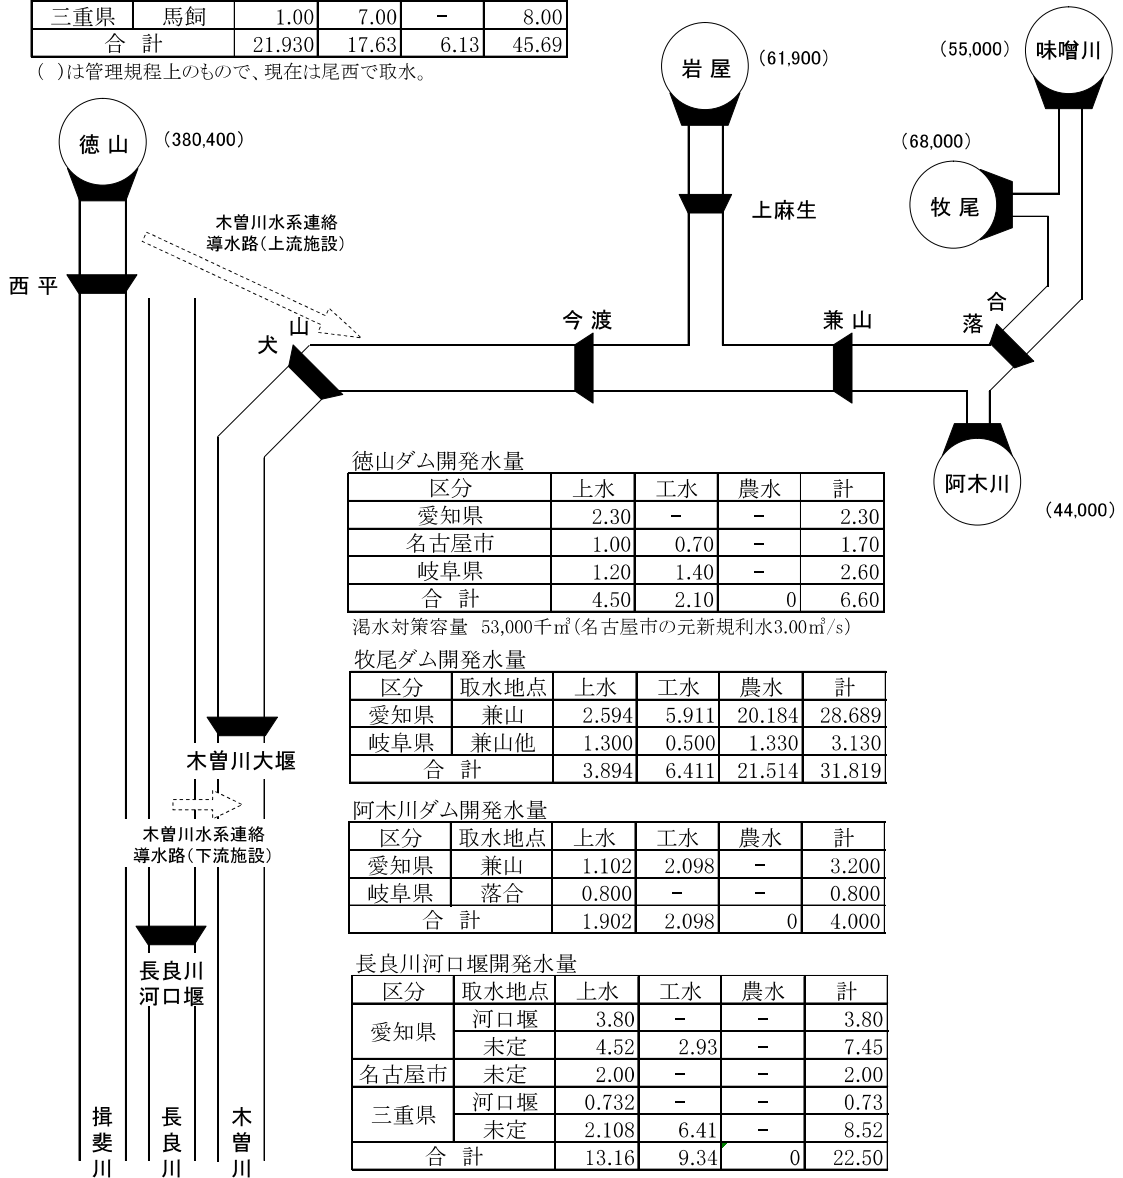 三重県 馬飼 1.00 7.00 － 8.00
合 計 21.930 17.63 6.13 45.69
( )は管理規程上のもので、現在は尾西で取水。
徳 山
(380,400)
岩 屋
(61,900)
(55,000)
味噌川
(68,000)
牧 尾
上麻生
木曽川水系連絡
導水路(上流施設)
西 平
犬 山
今 渡
兼 山
落 合
阿木川
(44,000)
徳山ダム開発水量
区分 上水 工水 農水 計
愛知県 2.30 － － 2.30
名古屋市 1.00 0.70 － 1.70
岐阜県 1.20 1.40 － 2.60
合 計 4.50 2.10 0 6.60
渇水対策容量 53,000千㎥(名古屋市の元新規利水3.00㎥/s)
牧尾ダム開発水量
区分 取水地点 上水 工水 農水 計
愛知県 兼山 2.594 5.911 20.184 28.689
岐阜県 兼山他 1.300 0.500 1.330 3.130
合 計 3.894 6.411 21.514 31.819
木曽川大堰
阿木川ダム開発水量
区分 取水地点 上水 工水 農水 計
愛知県 兼山 1.102 2.098 － 3.200
岐阜県 落合 0.800 － － 0.800
合 計 1.902 2.098 0 4.000
木曽川水系連絡
導水路(下流施設)
長良川
河口堰
長良川河口堰開発水量
区分 取水地点 上水 工水 農水 計
愛知県 河口堰 3.80 － － 3.80
未定 4.52 2.93 － 7.45
名古屋市 未定 2.00 － － 2.00
三重県 河口堰 0.732 － － 0.73
未定 2.108 6.41 － 8.52
合 計 13.16 9.34 0 22.50
揖斐川
長良川
木曽川